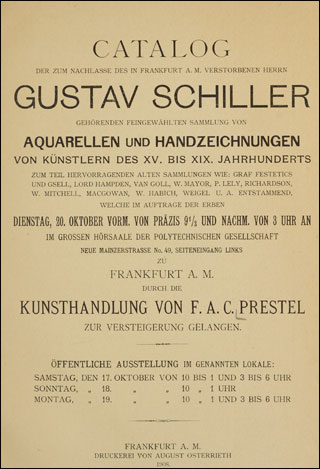 CATALOG
DER ZUM NACHLASSE DES IN FRANKFURT A. M. VERSTORBENEN HERRN
GUSTAV SCHILLER
GEHÖRENDEN FEINGEWÄHLTEN SAMMLUNG VON
AQUARELLEN UND HANDZEICHNUNGEN
VON KÜNSTLERN DES XV. BIS XIX. JAHRHUNDERTS
ZUM TEIL HERVORRAGENDEN ALTEN SAMMLUNGEN WIE: GRAF FESTETICS
UND GSELL, LORD HAMPDEN, VAN GOLL, W. MAYOR, P. LELY, RICHARDSON,
W. MITCHELL, MACGOWAN, W. HABICH, WEIGEL U. A. ENTSTAMMEND.
WELCHE IM AUFTRAGE DER ERBEN
DIENSTAG, 20. OKTOBER VORM. VON PRÄZIS 9½ UND NACHM. VON 3 UHR AN
IM GROSSEN HÖRSAALE DER POLYTECHNISCHEN GESELLSCHAFT
NEUE MAINZERSTRASSE No. 49, SEITENEINGANG LINKS
ZU
FRANKFURT A. M.
DURCH DIE
KUNSTHANDLUNG VON F. A. C. PRESTEL
ZUR VERSTEIGERUNG GELANGEN.
ÖFFENTLICHE AUSSTELLUNG IM GENANNTEN LOKALE:
SAMSTAG, DEN 17. OKTOBER VON 10 BIS 1 UND 3 BIS 6 UHR
SONNTAG, „ 18. „ „ 10 „ 1 UHR
MONTAG, „ 19. „ „ 10 „ 1 UND 3 BIS 6 UHR
FRANKFURT A. M.
DRUCKEREI VON AUGUST OSTERRIETH
1908.